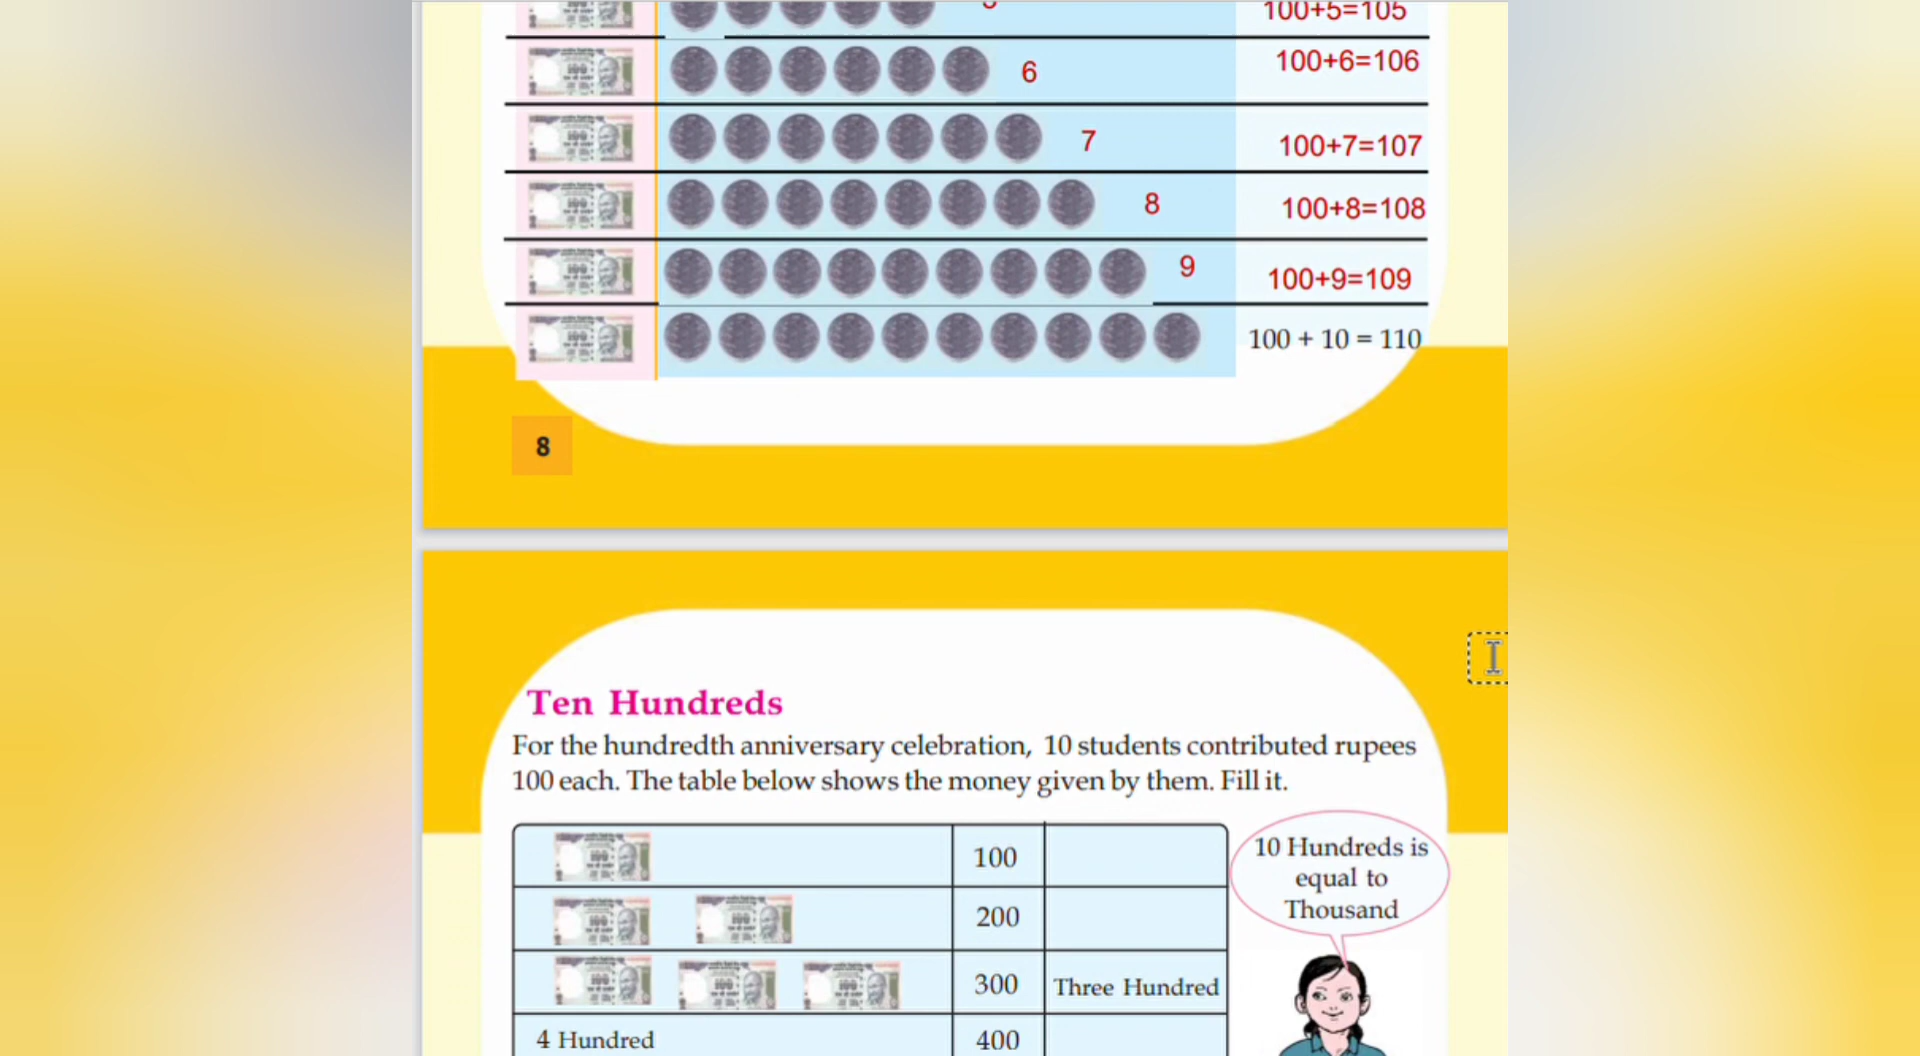 100+5=105
6 100+6=106
7 100+7=107
8 100+8=108
9 100+9=109
100 + 10 = 110
8
Ten Hundreds
For the hundredth anniversary celebration, 10 students contributed rupees
100 each. The table below shows the money given by them. Fill it.
100
200
300 Three Hundred
4 Hundred 400
10 Hundreds is
equal to
Thousand